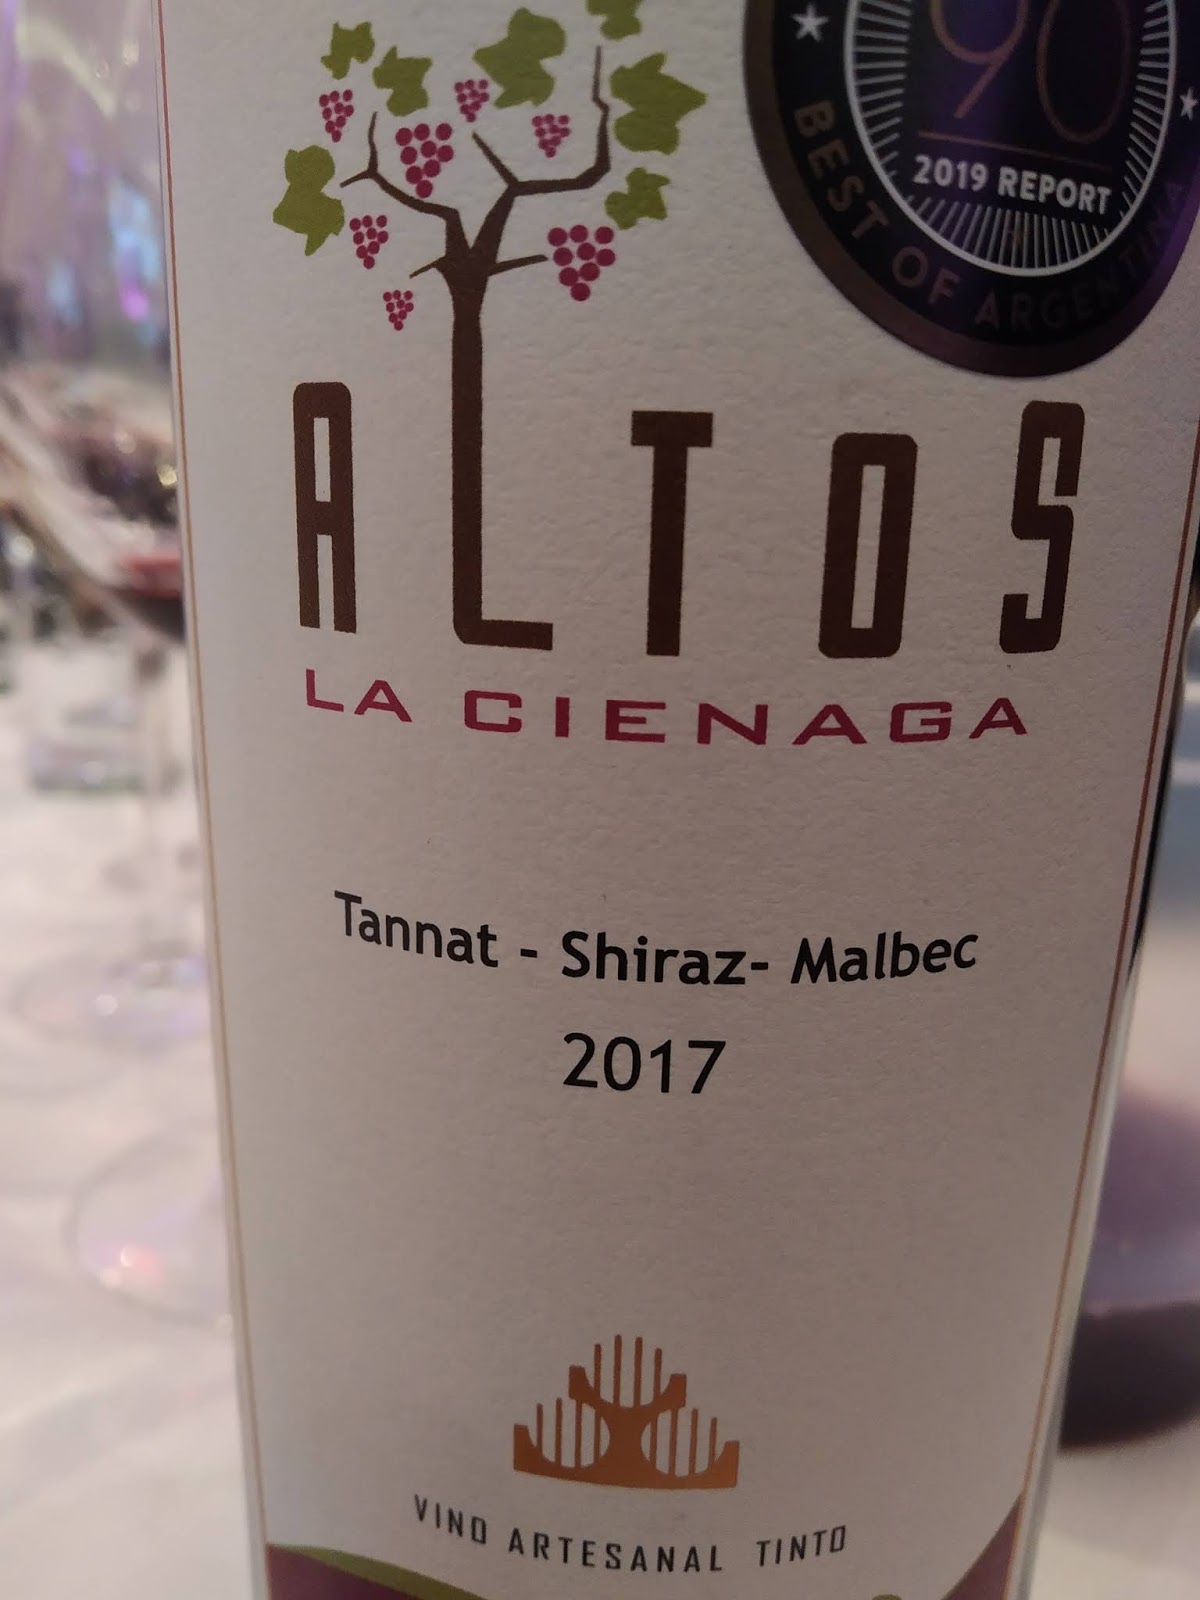 90
2019 REPORT
BEST OF ARGENTINA
ALTOS
LA CIENAGA
Tannat - Shiraz- Malbec
2017
VINO ARTESANAL TINTO